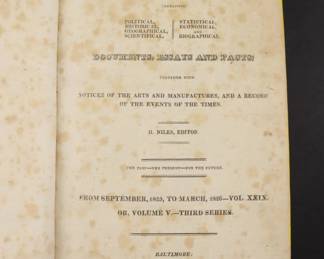 CONTAINING
POLITICAL, STATISTICAL,
HISTORICAL, ECONOMICAL,
GEOGRAPHICAL, AND
SCIENTIFICAL, BIOGRAPHICAL
DOCUMENTS, ESSAYS AND FACTS:
TOGETHER WITH
NOTICES OF THE ARTS AND MANUFACTURES, AND A RECORD
OF THE EVENTS OF THE TIMES.
H. NILES, EDITOR.
THE PAST—THE PRESENT—FOR THE FUTURE.
FROM SEPTEMBER, 1825, TO MARCH, 1826—VOL. XXIX.
OR, VOLUME V.—THIRD SERIES.
BALTIMORE: